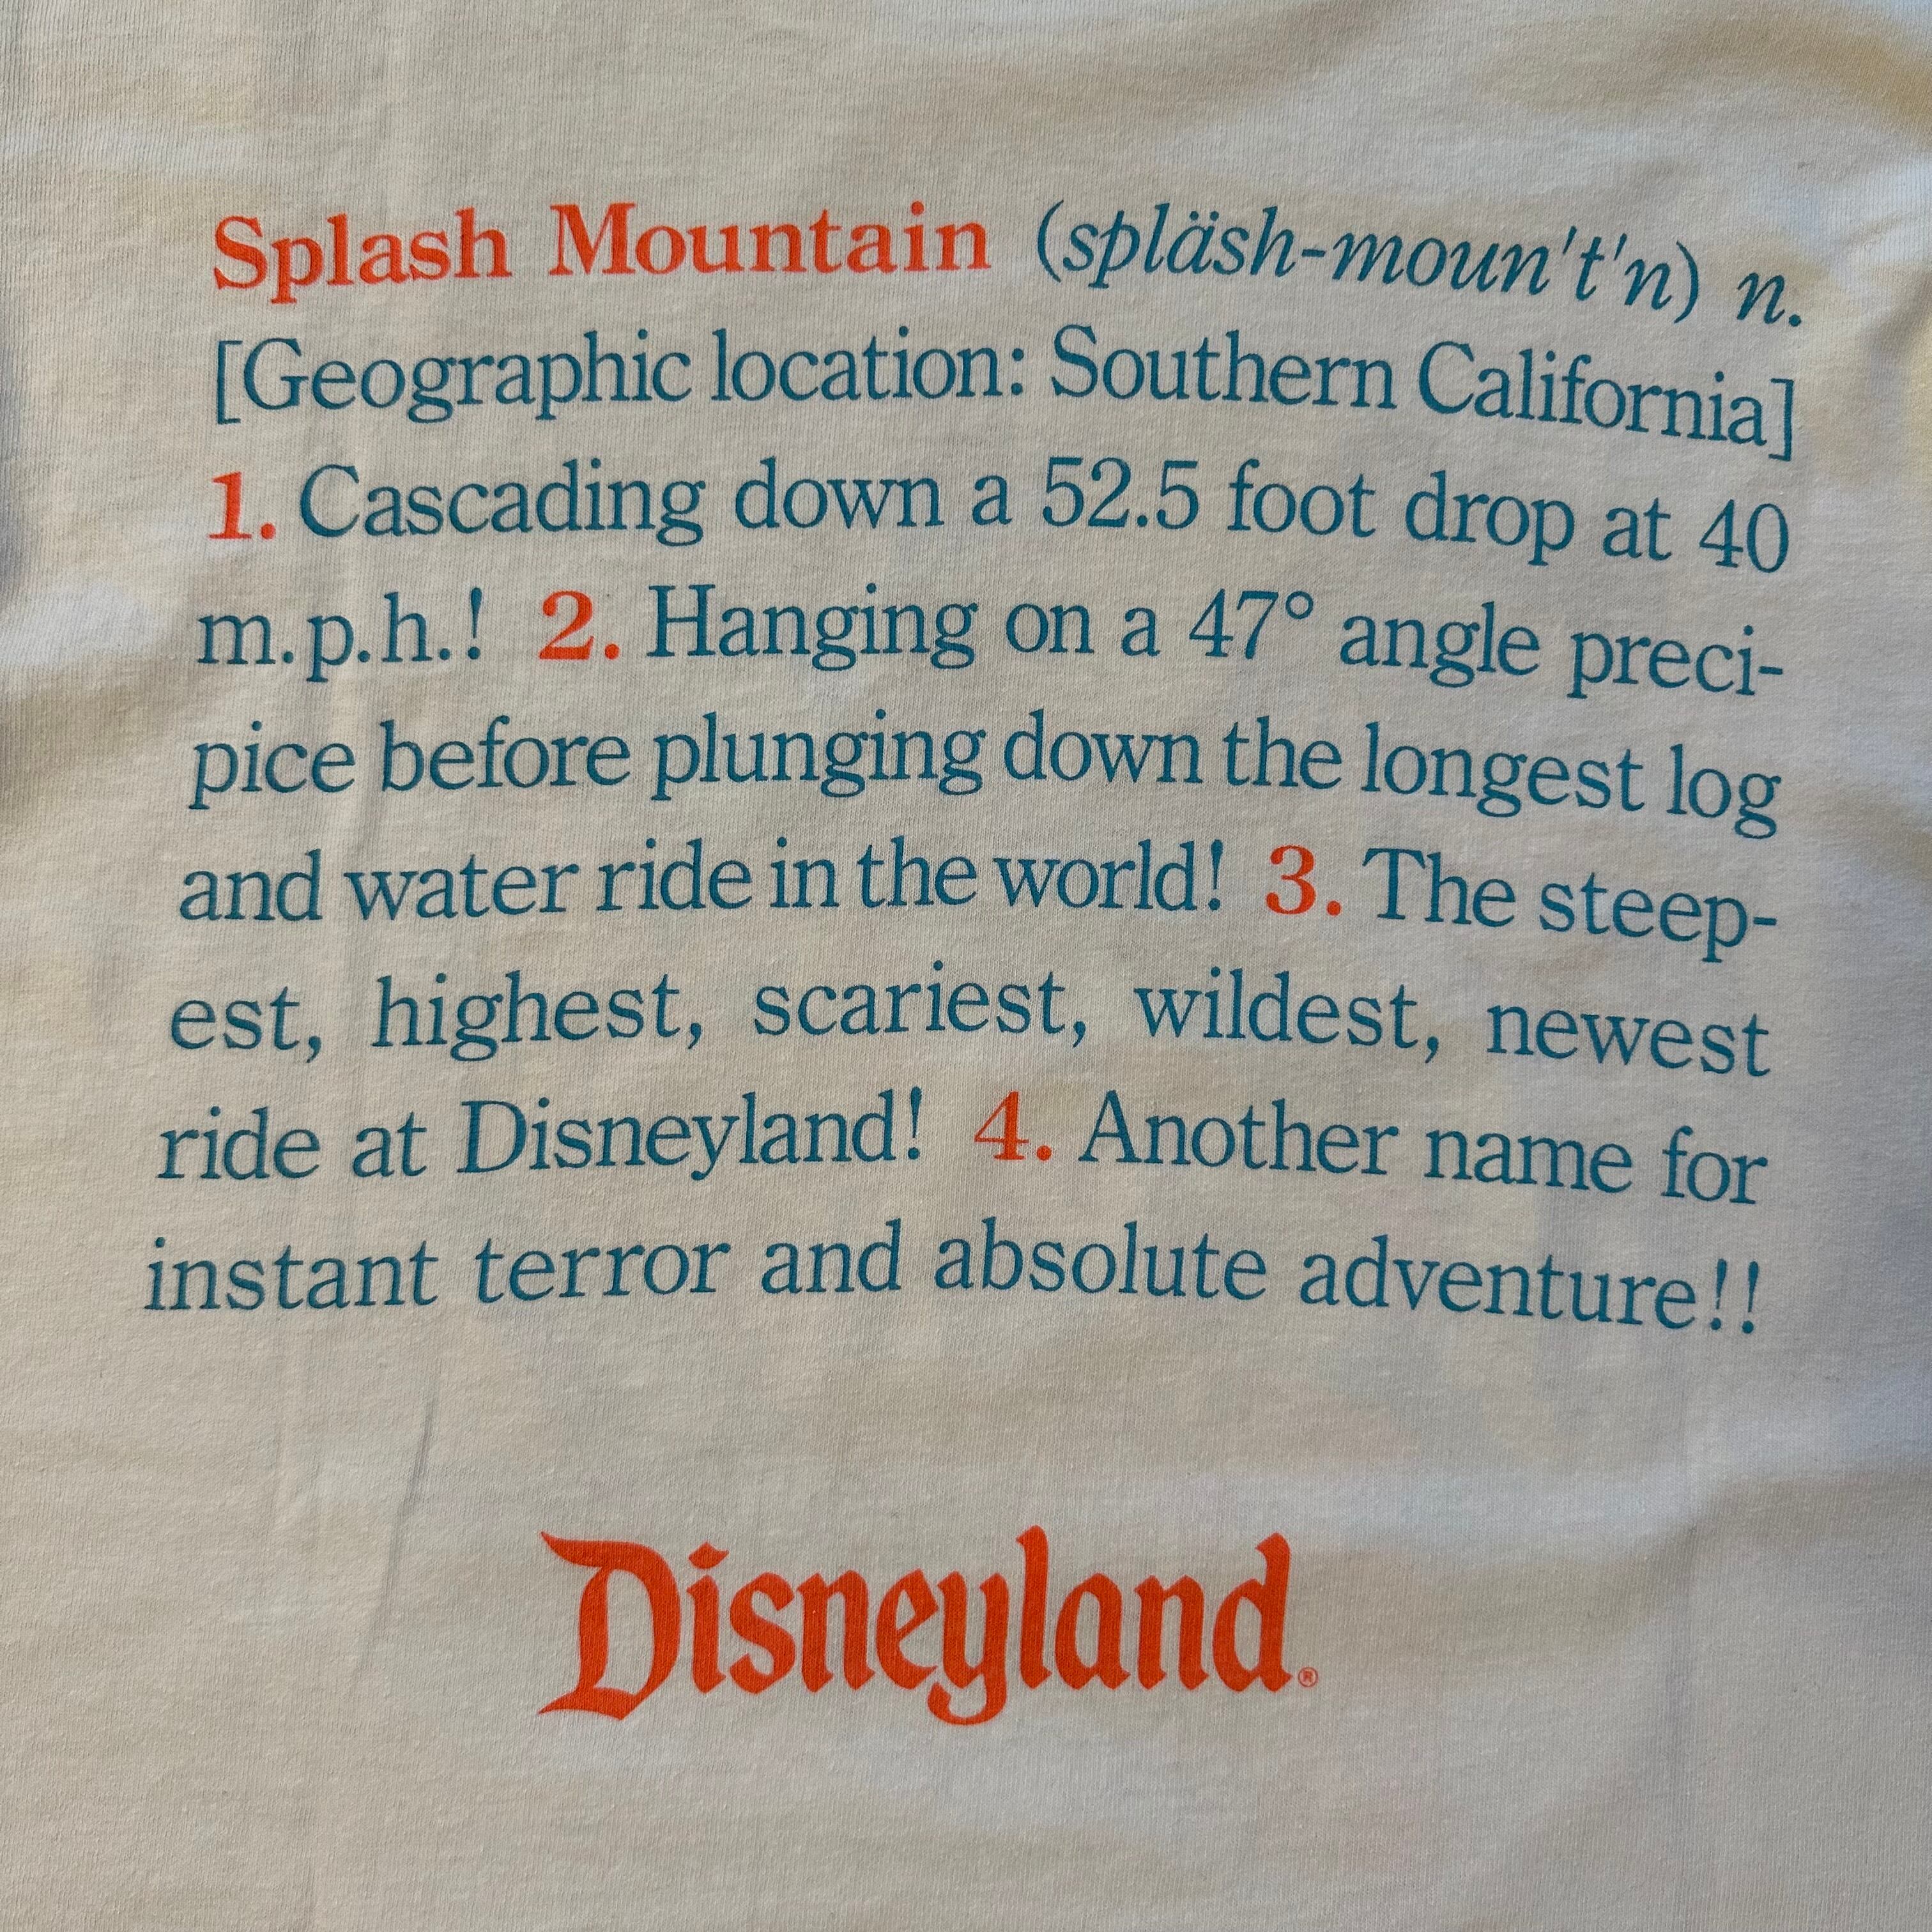 Splash Mountain (spläsh-moun't'n) n.
[Geographic location: Southern California]
1. Cascading down a 52.5 foot drop at 40
m.p.h.! 2. Hanging on a 47° angle preci-
pice before plunging down the longest log
and water ride in the world! 3. The steep-
est, highest, scariest, wildest, newest
ride at Disneyland! 4. Another name for
instant terror and absolute adventure!!
Disneyland®